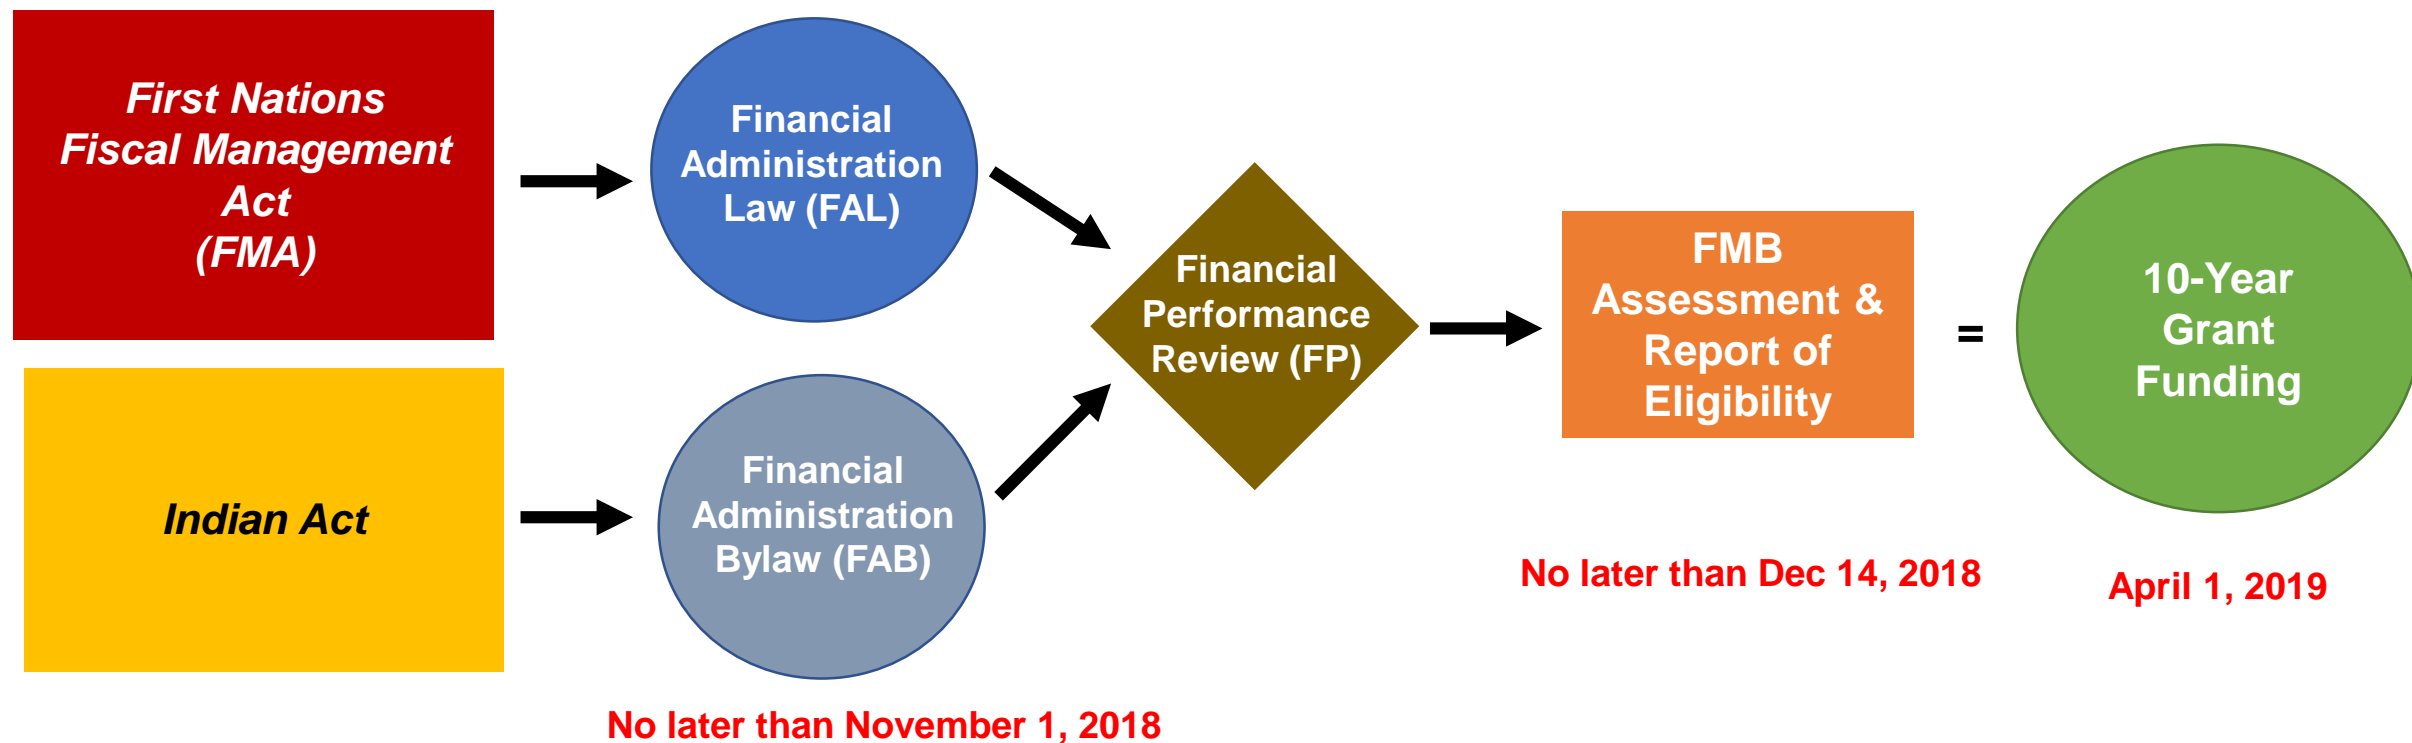 First Nations
Fiscal Management
Act
(FMA)
Financial
Administration
Law (FAL)
Indian Act
Financial
Administration
Bylaw (FAB)
No later than November 1, 2018
Financial
Performance
Review (FP)
FMB
Assessment &
Report of
Eligibility
No later than Dec 14, 2018
=
10-Year
Grant
Funding
April 1, 2019